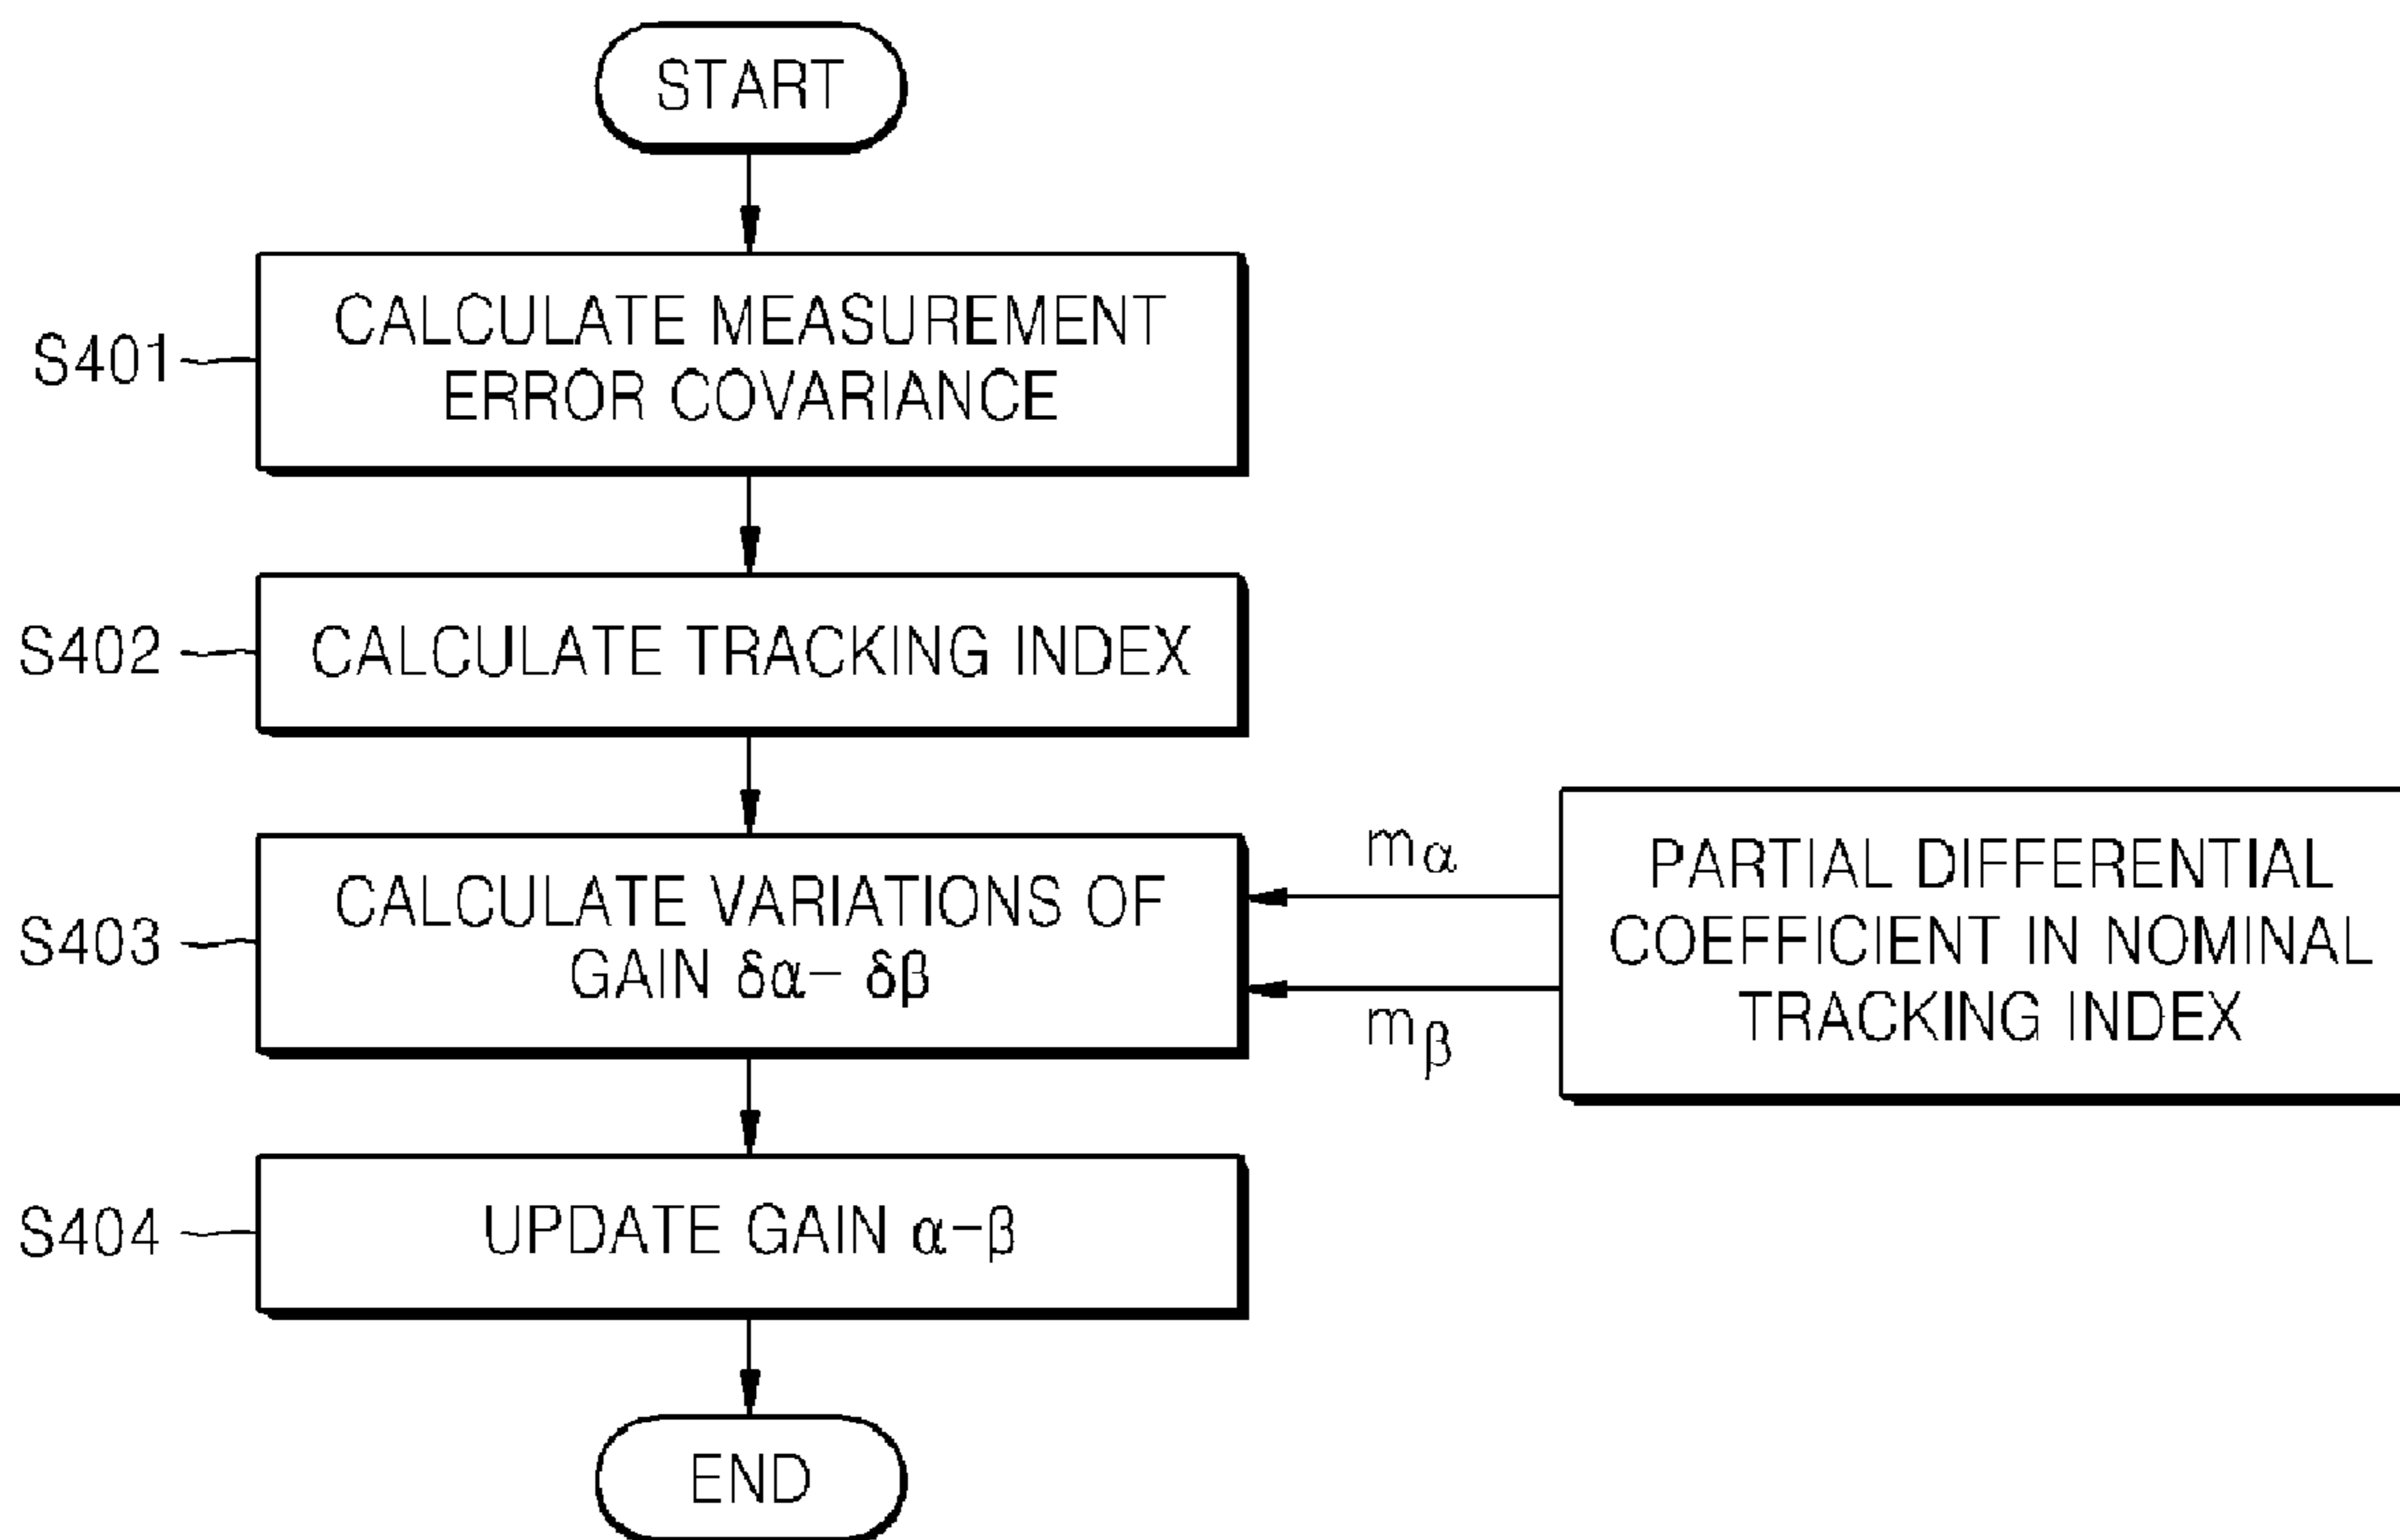 START
S401
CALCULATE MEASUREMENT
ERROR COVARIANCE
S402
CALCULATE TRACKING INDEX
S403
CALCULATE VARIATIONS OF
GAIN δα− δβ
mα
mβ
PARTIAL DIFFERENTIAL
COEFFICIENT IN NOMINAL
TRACKING INDEX
S404
UPDATE GAIN α−β
END